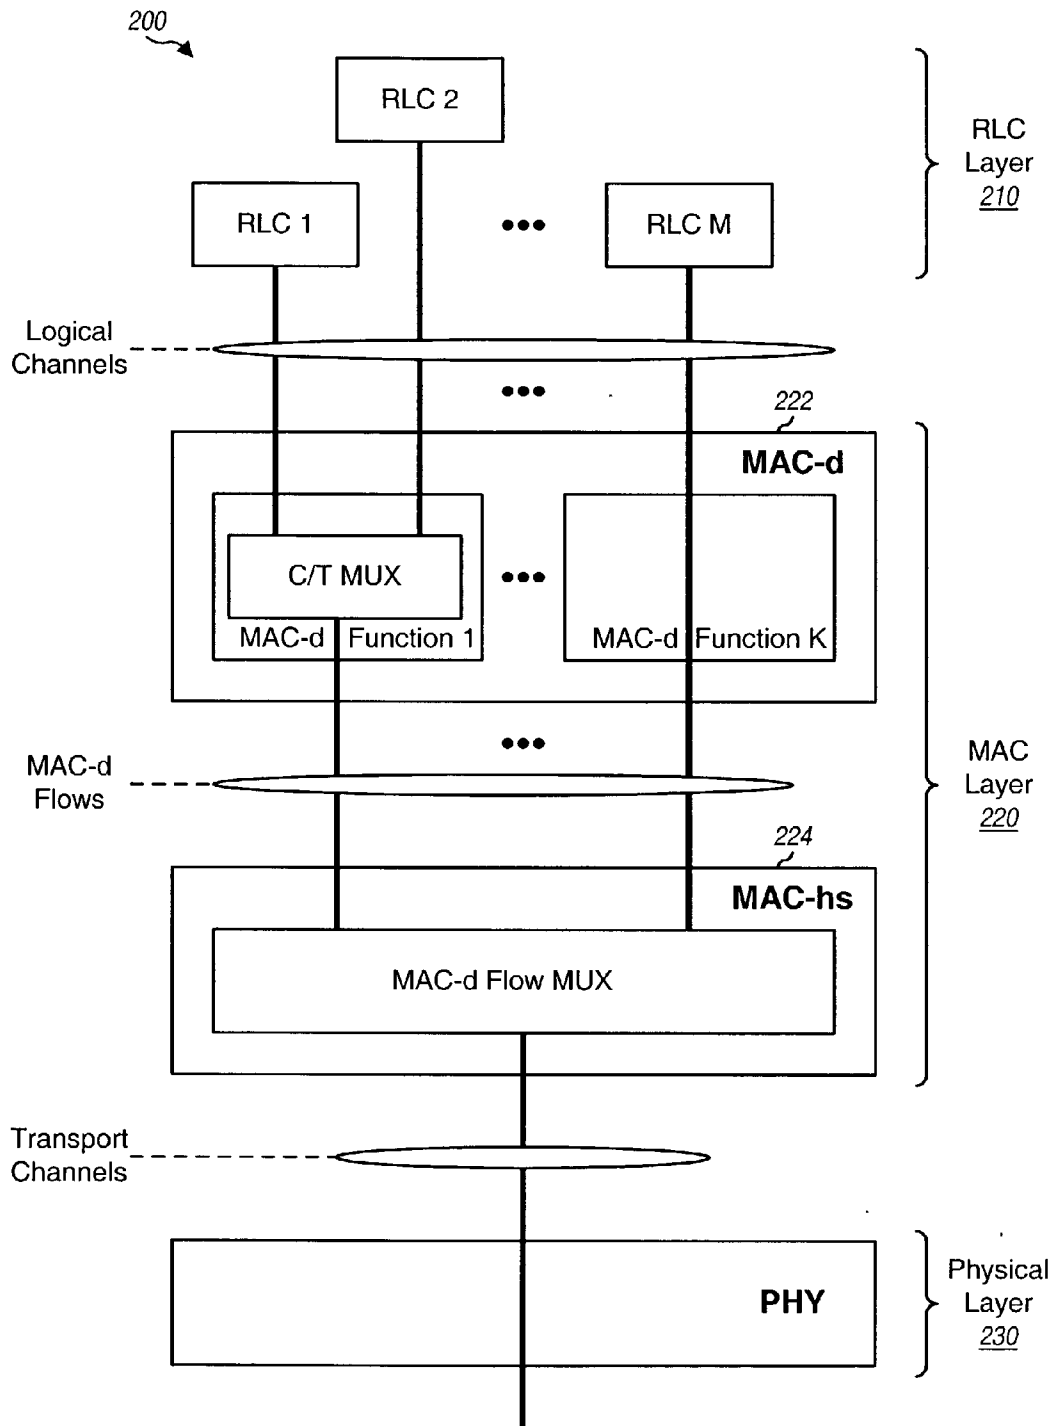 200
RLC 2
RLC 1
RLC M
RLC
Layer
210
Logical
Channels
222
MAC-d
C/T MUX
MAC-d Function 1
MAC-d Function K
MAC-d
Flows
MAC
Layer
220
224
MAC-hs
MAC-d Flow MUX
Transport
Channels
PHY
Physical
Layer
230